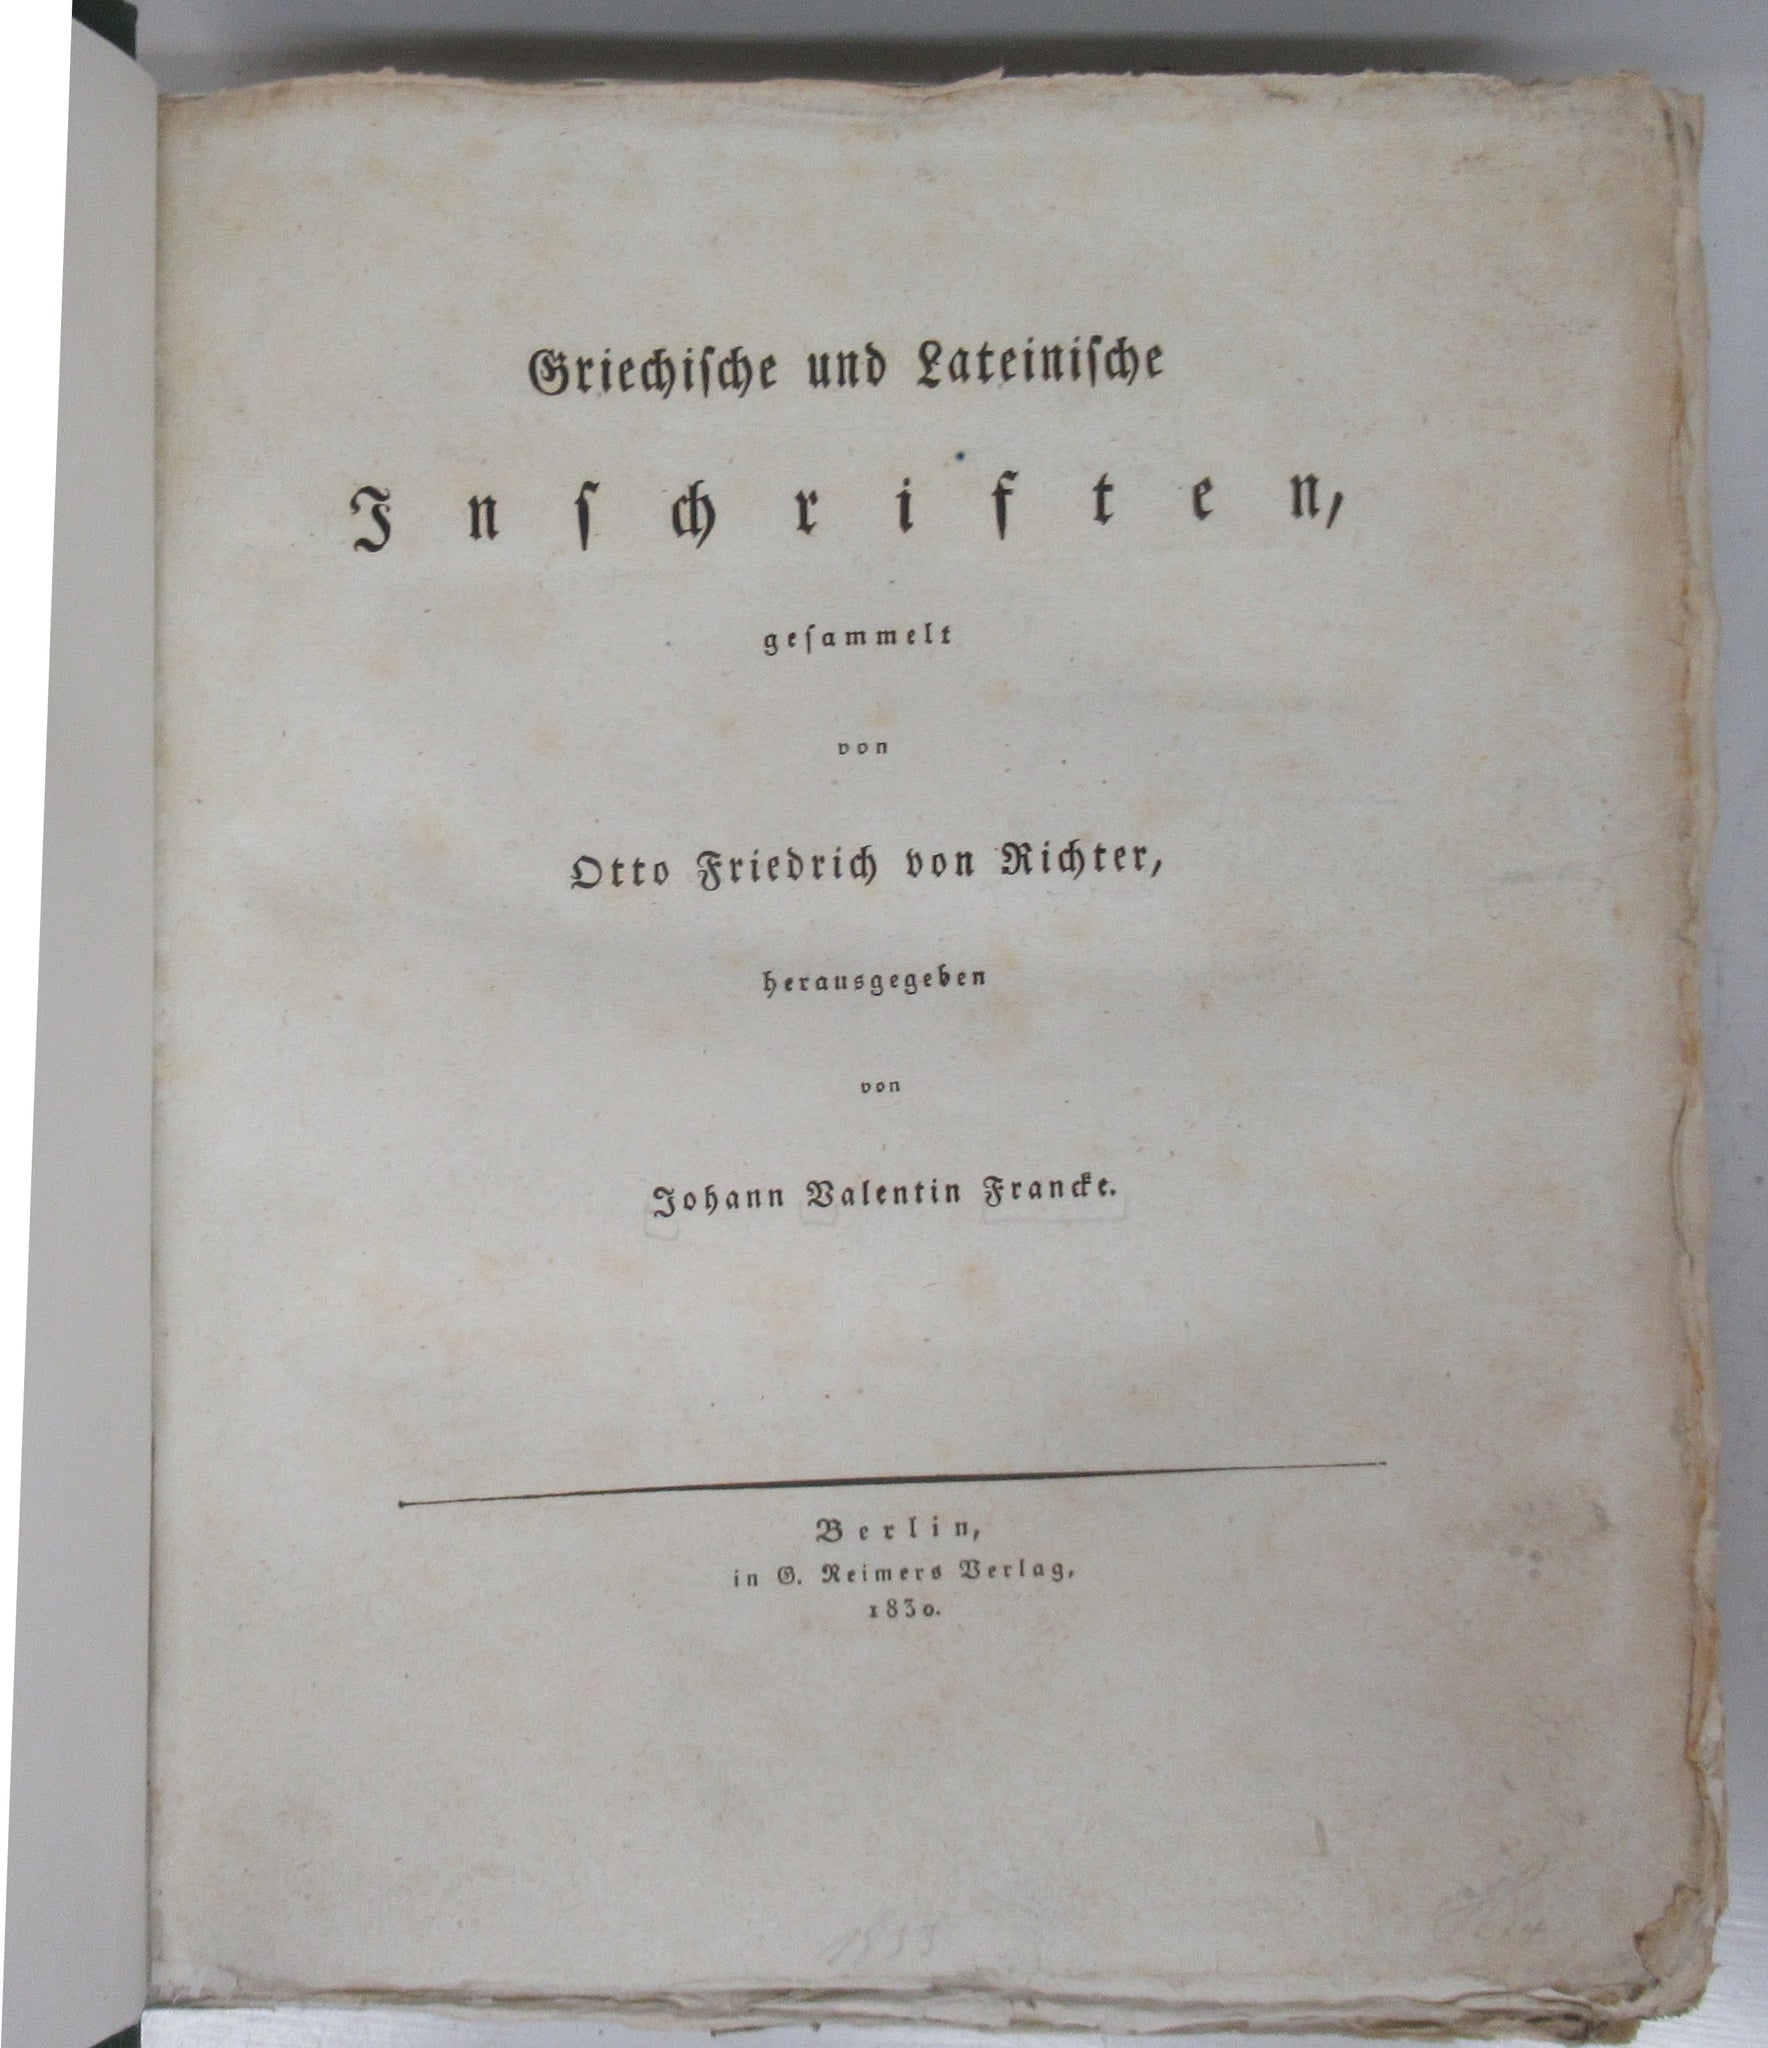 Griechiſche und Lateiniſche
Inſchriften,
geſammelt
von
Otto Friedrich von Richter,
herausgegeben
von
Johann Valentin Francke.
Berlin,
in G. Reimers Verlag,
1830.